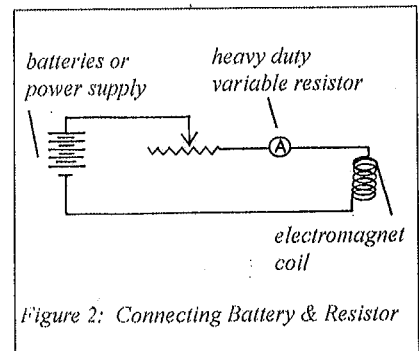 batteries or
power supply
heavy duty
variable resistor
A
electromagnet
coil
Figure 2: Connecting Battery & Resistor